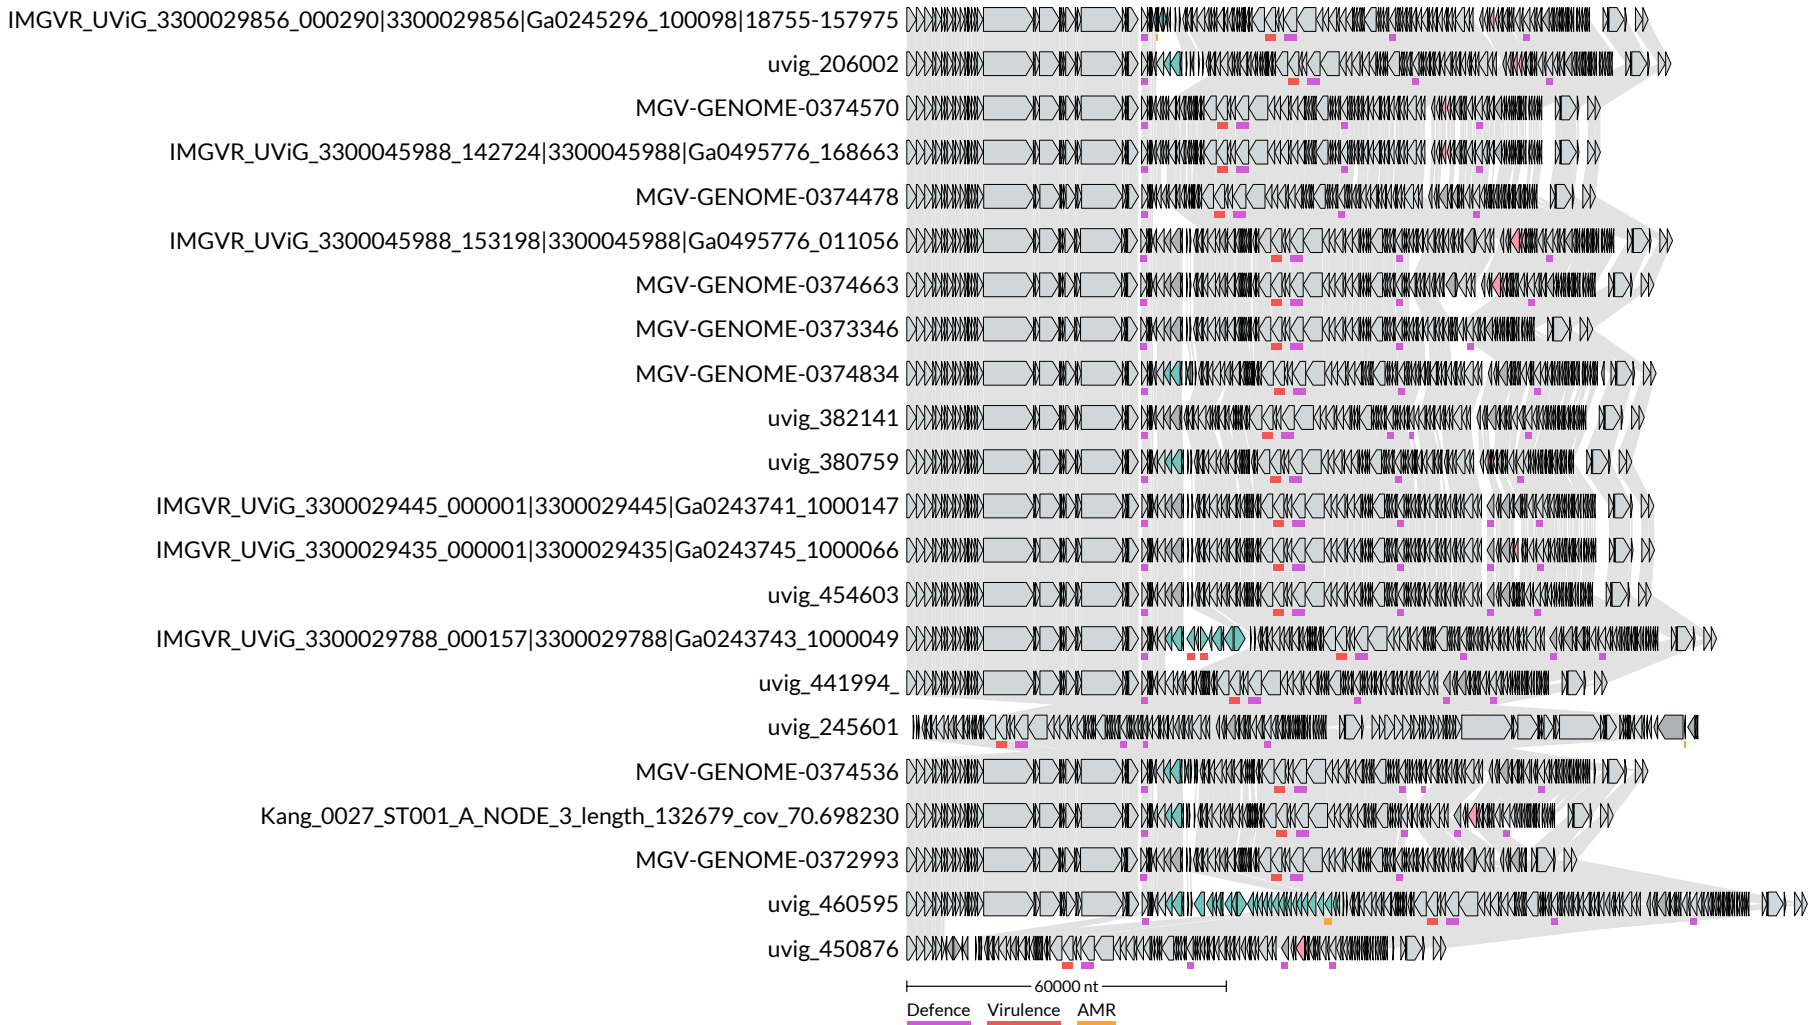 IMGVR_UViG_3300029856_000290|3300029856|Ga0245296_100098|18755-157975
uvig_206002
MGV-GENOME-0374570
IMGVR_UViG_3300045988_142724|3300045988|Ga0495776_168663
MGV-GENOME-0374478
IMGVR_UViG_3300045988_153198|3300045988|Ga0495776_011056
MGV-GENOME-0374663
MGV-GENOME-0373346
MGV-GENOME-0374834
uvig_382141
uvig_380759
IMGVR_UViG_3300029445_000001|3300029445|Ga0243741_1000147
IMGVR_UViG_3300029435_000001|3300029435|Ga0243745_1000066
uvig_454603
IMGVR_UViG_3300029788_000157|3300029788|Ga0243743_1000049
uvig_441994_
uvig_245601
MGV-GENOME-0374536
Kang_0027_ST001_A_NODE_3_length_132679_cov_70.698230
MGV-GENOME-0372993
uvig_460595
uvig_450876
60000 nt
Defence Virulence AMR